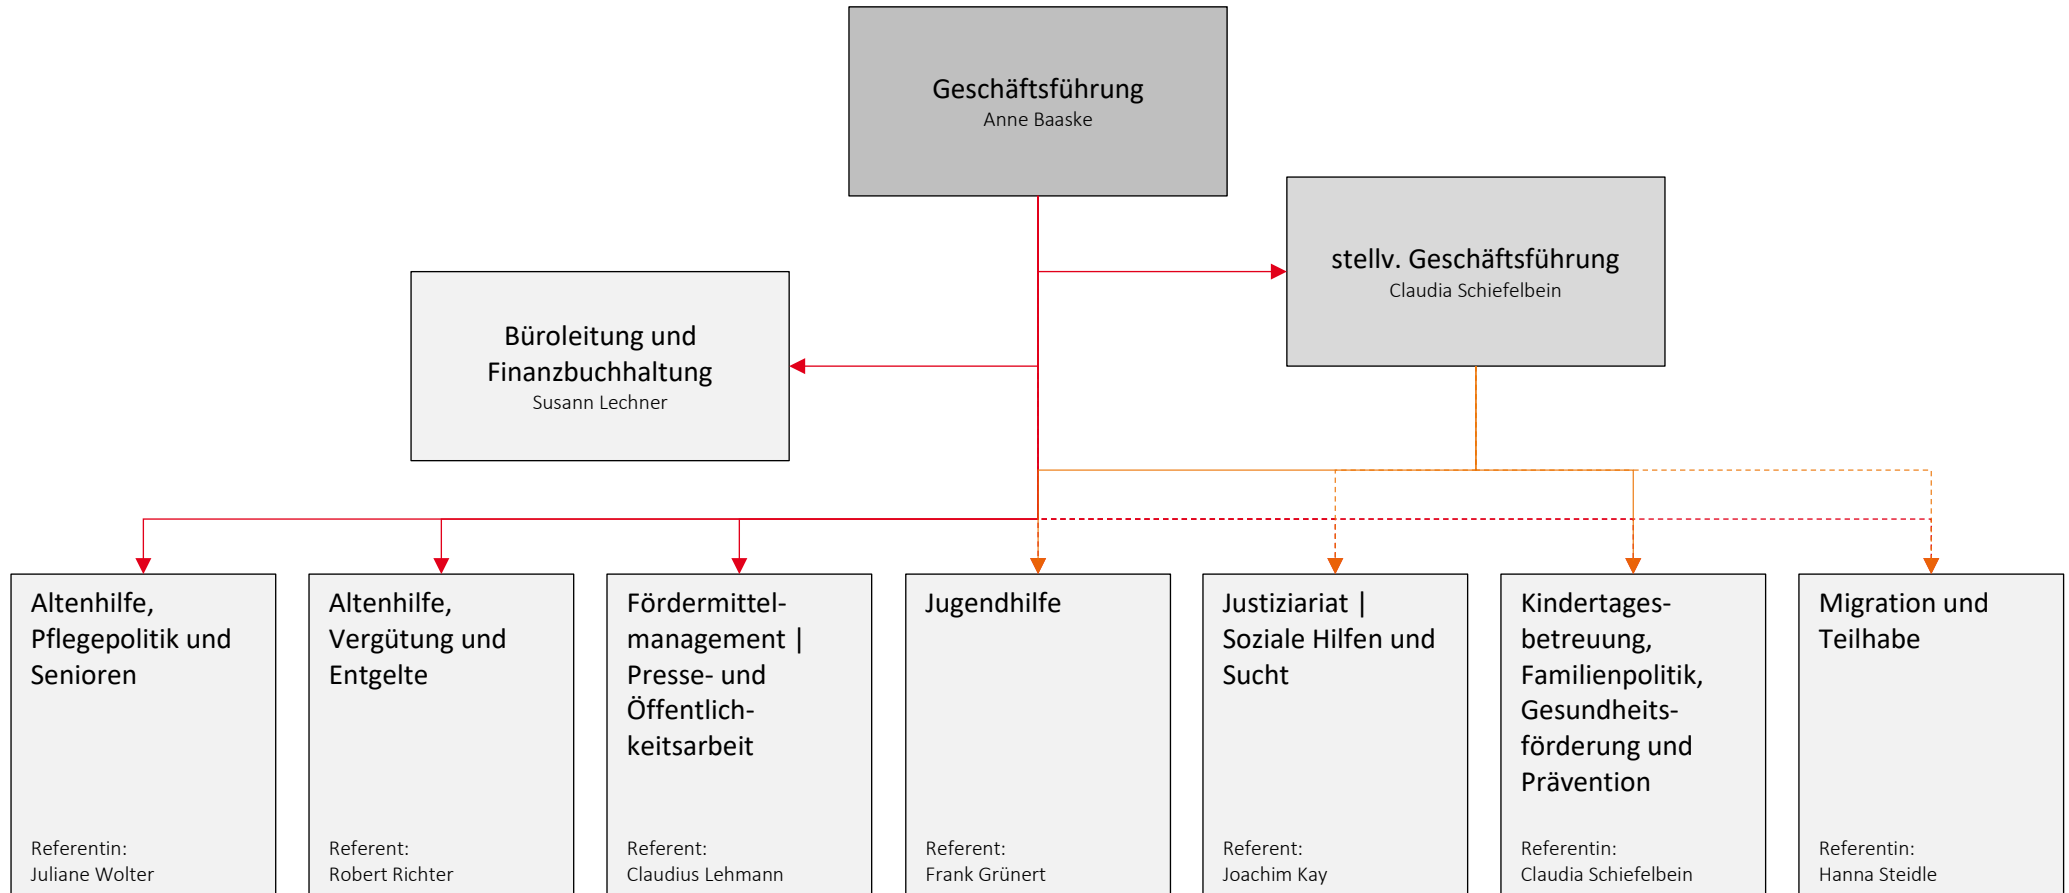 Geschäftsführung
Anne Baaske
stellv. Geschäftsführung
Claudia Schiefelbein
Büroleitung und
Finanzbuchhaltung
Susann Lechner
Altenhilfe,
Pflegepolitik und
Senioren
Referentin:
Juliane Wolter
Altenhilfe,
Vergütung und
Entgelte
Referent:
Robert Richter
Fördermittel-
management |
Presse- und
Öffentlich-
keitsarbeit
Referent:
Claudius Lehmann
Jugendhilfe
Referent:
Frank Grünert
Justiziariat |
Soziale Hilfen und
Sucht
Referent:
Joachim Kay
Kindertages-
betreuung,
Familienpolitik,
Gesundheits-
förderung und
Prävention
Referentin:
Claudia Schiefelbein
Migration und
Teilhabe
Referentin:
Hanna Steidle